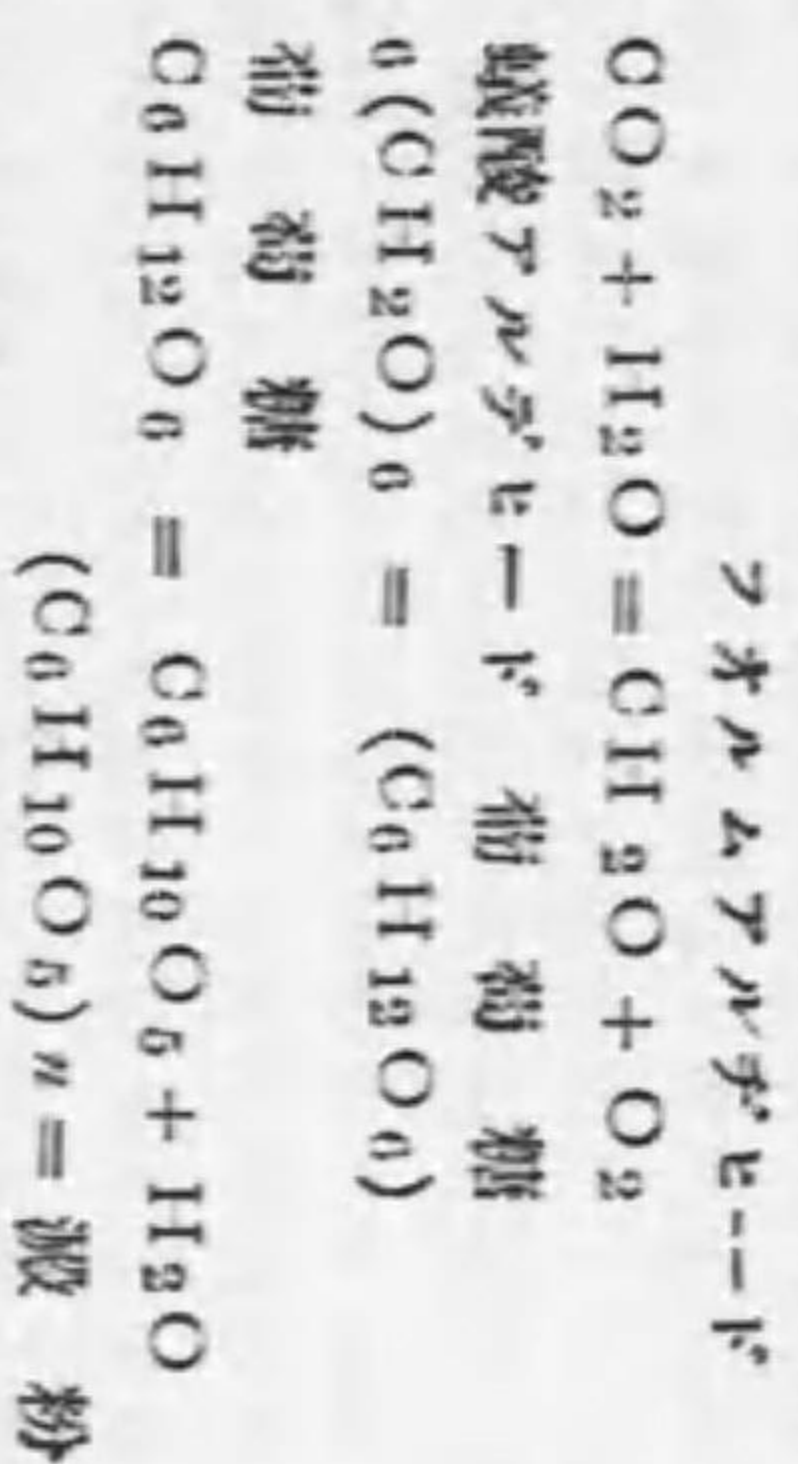 フオルムアルデヒード
CO₂+H₂O=CH₂O+O₂
蟻酸アルデヒード 葡萄糖
6(CH₂O)6 = (C₆H₁₂O₆)
葡萄糖
C₆H₁₂O₆ = C₆H₁₀O₅+H₂O
(C₆H₁₀O₅)n=澱粉